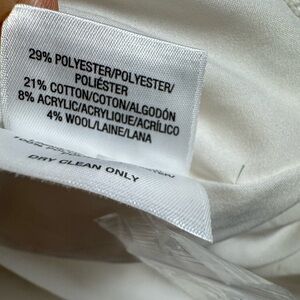 29% POLYESTER/POLYESTER/
POLIÉSTER
21% COTTON/COTON/ALGODÓN
8% ACRYLIC/ACRYLIQUE/ACRÍLICO
4% WOOL/LAINE/LANA
DRY CLEAN ONLY